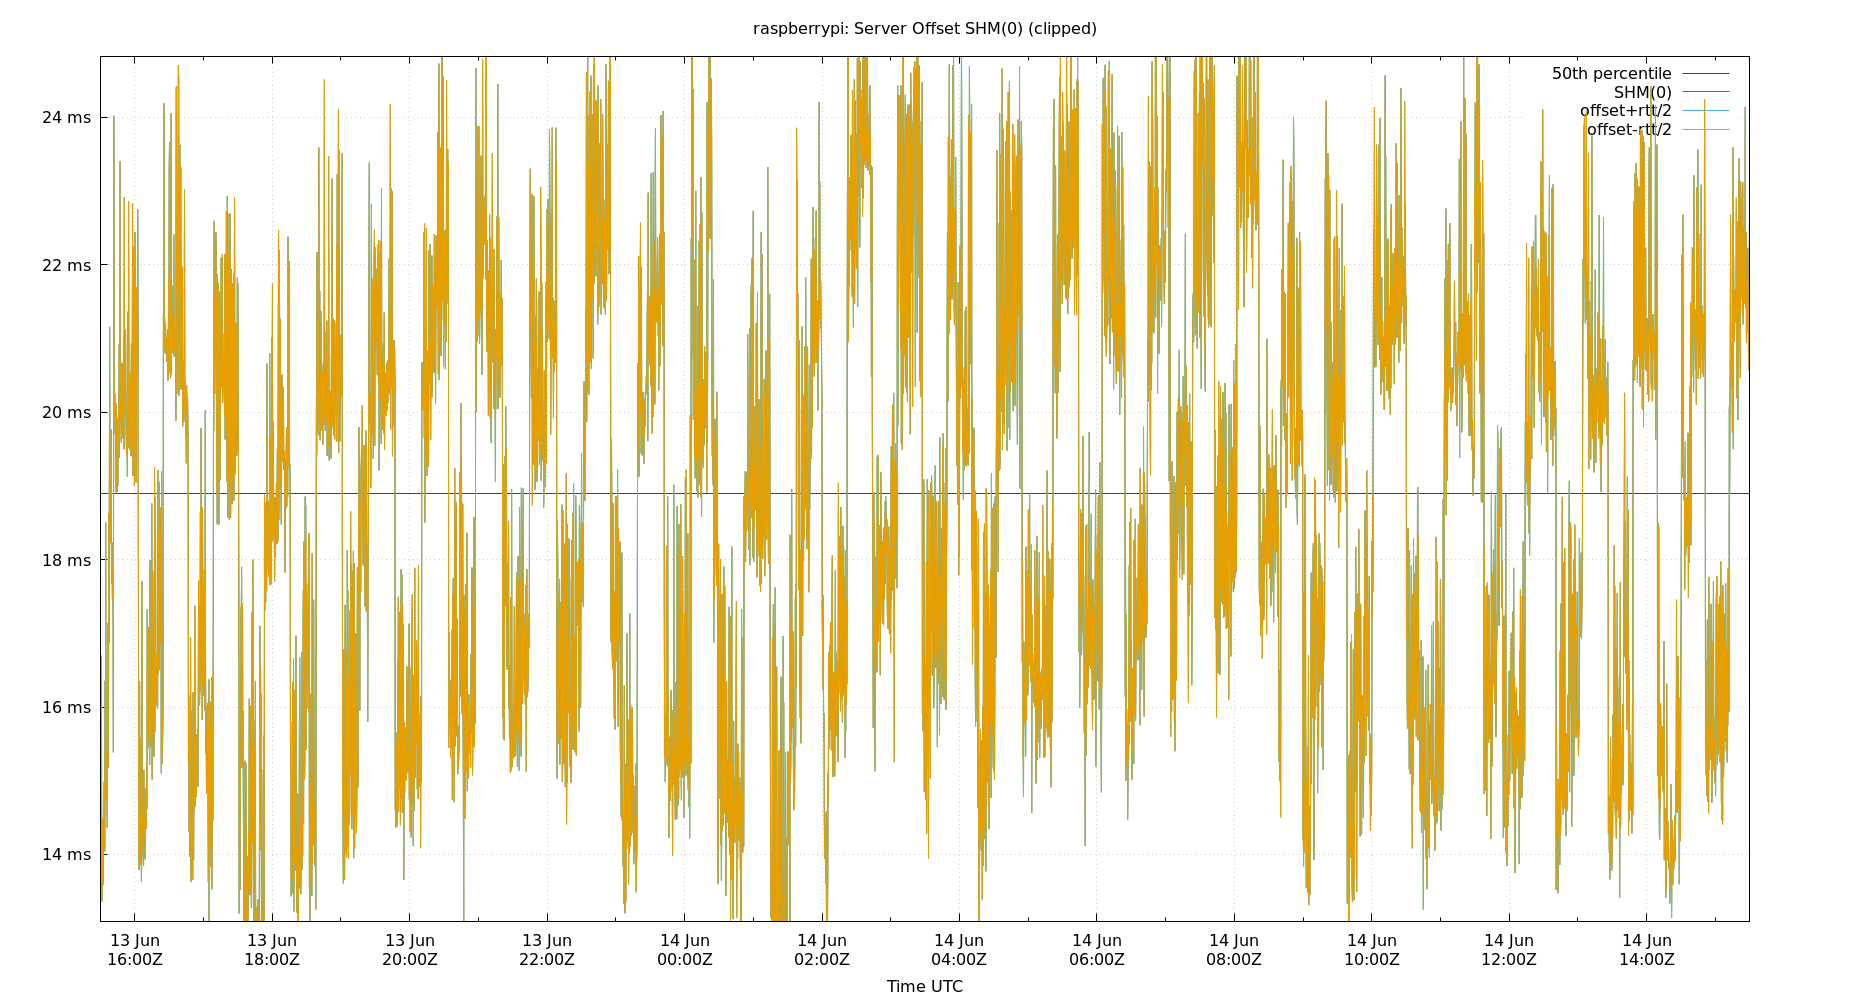 raspberrypi: Server Offset SHM(0) (clipped)
50th percentile
SHM(0)
offset+rtt/2
offset-rtt/2
24 ms
22 ms
20 ms
18 ms
16 ms
14 ms
13 Jun 13 Jun 13 Jun 13 Jun 14 Jun 14 Jun 14 Jun 14 Jun 14 Jun 14 Jun 14 Jun 14 Jun
16:00Z 18:00Z 20:00Z 22:00Z 00:00Z 02:00Z 04:00Z 06:00Z 08:00Z 10:00Z 12:00Z 14:00Z
Time UTC